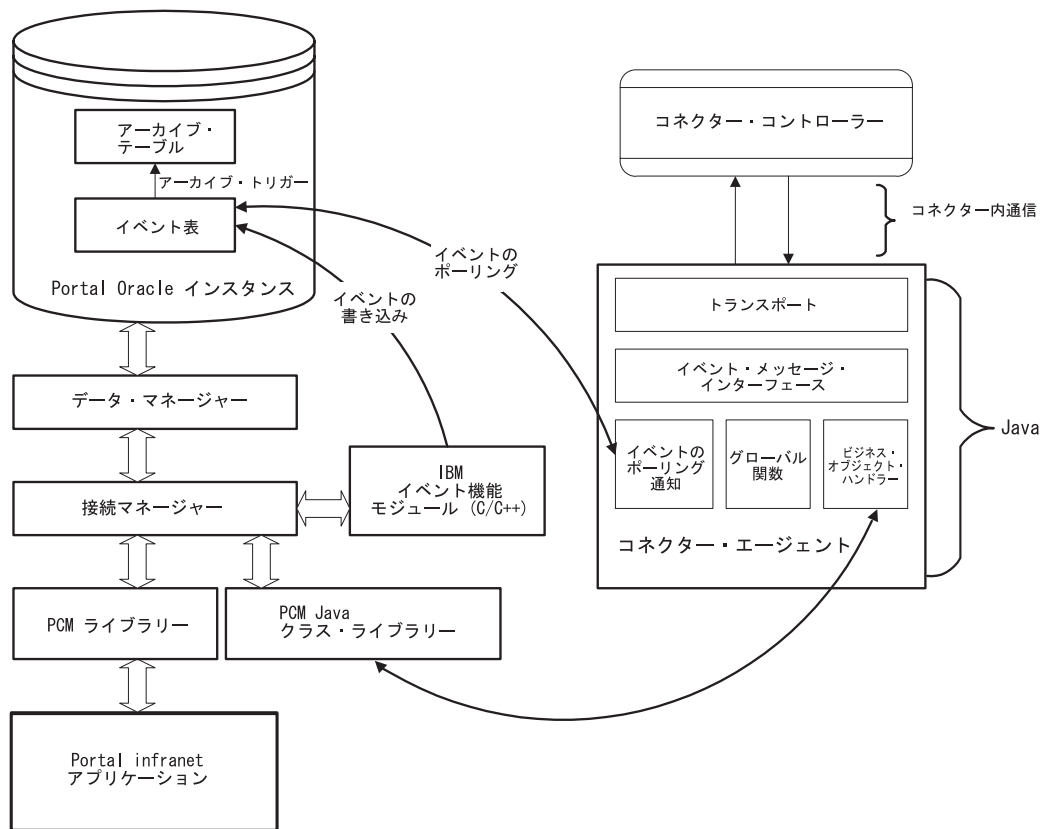 アーカイブ・
テーブル
アーカイブ・トリガー
イベント表
Portal Oracle インスタンス
イベントの
ポーリング
イベントの
書き込み
データ・マネージャー
接続マネージャー
IBM
イベント機能
モジュール (C/C++)
PCM ライブラリー
PCM Java
クラス・ライブラリー
Portal infranet
アプリケーション
コネクター・コントローラー
コネクター内通信
トランスポート
イベント・メッセージ・
インターフェース
イベントの
ポーリング
通知
グローバル
関数
ビジネス・
オブジェクト・
ハンドラー
コネクター・エージェント
Java